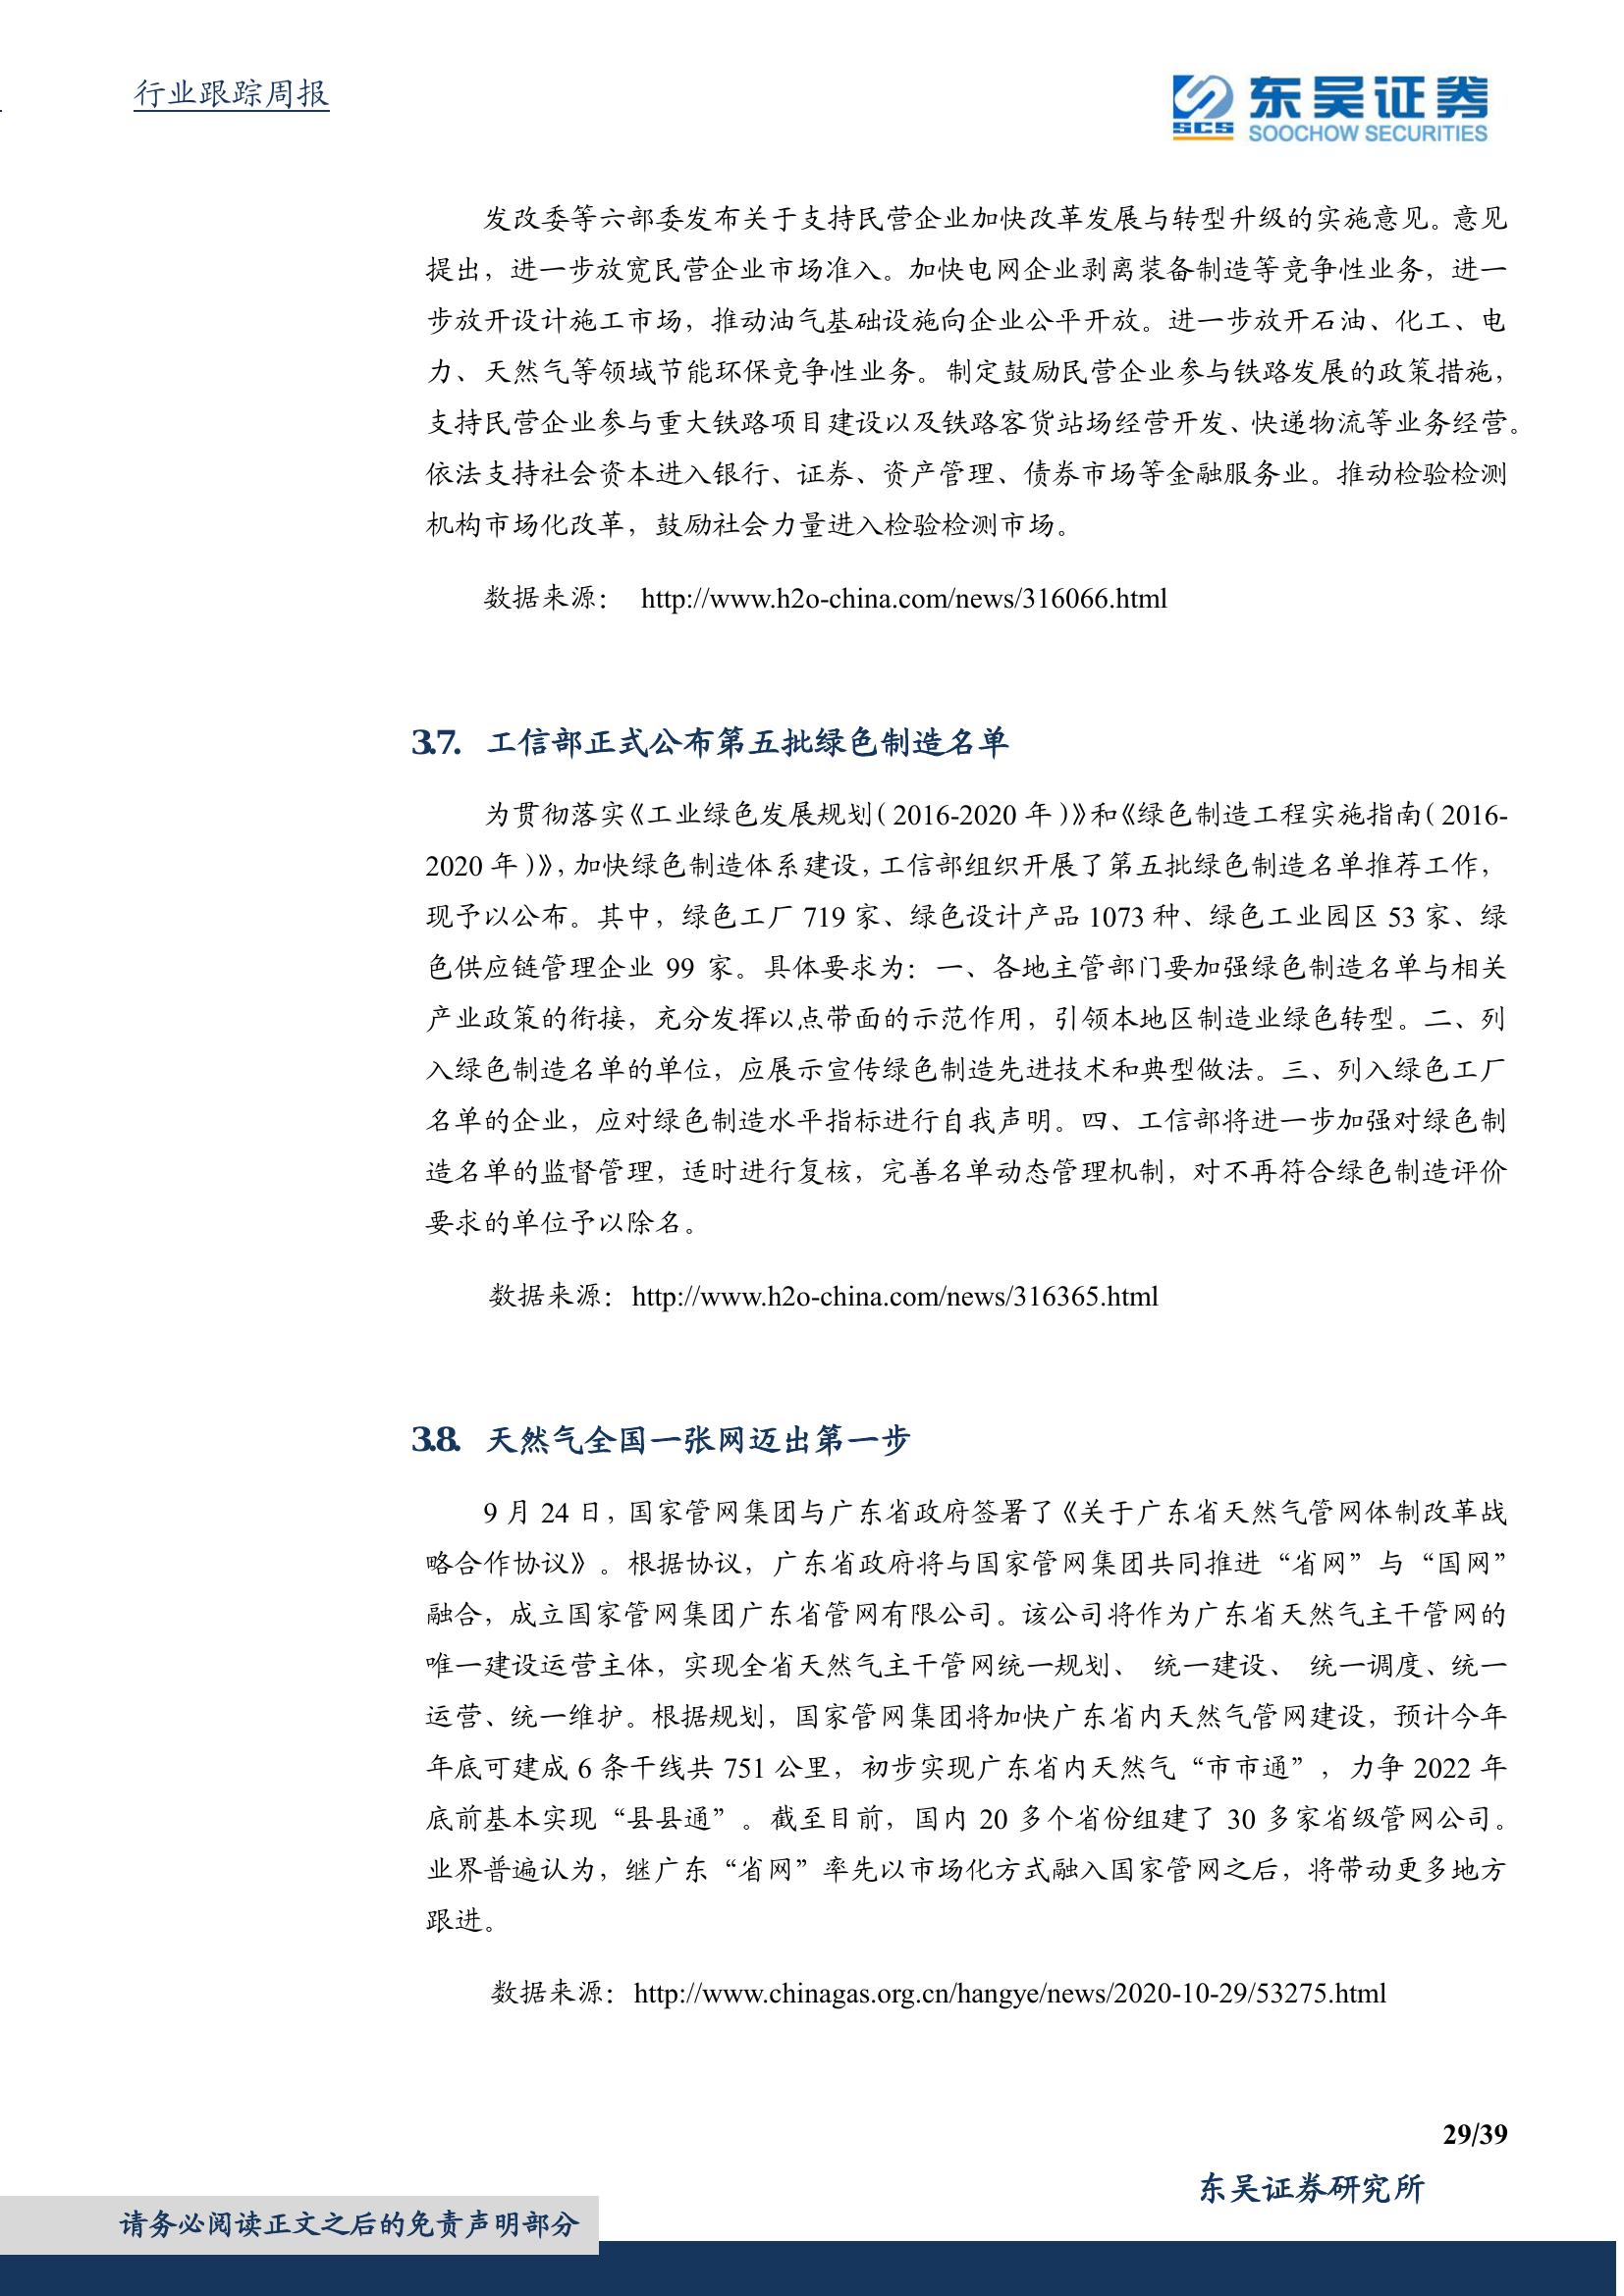 行业跟踪周报
SCS 东吴证券
SOOCHOW SECURITIES
发改委等六部委发布关于支持民营企业加快改革发展与转型升级的实施意见。意见
提出，进一步放宽民营企业市场准入。加快电网企业剥离装备制造等竞争性业务，进一
步放开设计施工市场，推动油气基础设施向企业公平开放。进一步放开石油、化工、电
力、天然气等领域节能环保竞争性业务。制定鼓励民营企业参与铁路发展的政策措施，
支持民营企业参与重大铁路项目建设以及铁路客货站场经营开发、快递物流等业务经营。
依法支持社会资本进入银行、证券、资产管理、债券市场等金融服务业。推动检验检测
机构市场化改革，鼓励社会力量进入检验检测市场。
数据来源： http://www.h2o-china.com/news/316066.html
3.7. 工信部正式公布第五批绿色制造名单
为贯彻落实《工业绿色发展规划（2016-2020 年）》和《绿色制造工程实施指南（2016-
2020 年）》，加快绿色制造体系建设，工信部组织开展了第五批绿色制造名单推荐工作，
现予以公布。其中，绿色工厂 719 家、绿色设计产品 1073 种、绿色工业园区 53 家、绿
色供应链管理企业 99 家。具体要求为：一、各地主管部门要加强绿色制造名单与相关
产业政策的衔接，充分发挥以点带面的示范作用，引领本地区制造业绿色转型。二、列
入绿色制造名单的单位，应展示宣传绿色制造先进技术和典型做法。三、列入绿色工厂
名单的企业，应对绿色制造水平指标进行自我声明。四、工信部将进一步加强对绿色制
造名单的监督管理，适时进行复核，完善名单动态管理机制，对不再符合绿色制造评价
要求的单位予以除名。
数据来源：http://www.h2o-china.com/news/316365.html
3.8. 天然气全国一张网迈出第一步
9 月 24 日，国家管网集团与广东省政府签署了《关于广东省天然气管网体制改革战
略合作协议》。根据协议，广东省政府将与国家管网集团共同推进“省网”与“国网”
融合，成立国家管网集团广东省管网有限公司。该公司将作为广东省天然气主干管网的
唯一建设运营主体，实现全省天然气主干管网统一规划、 统一建设、 统一调度、统一
运营、统一维护。根据规划，国家管网集团将加快广东省内天然气管网建设，预计今年
年底可建成 6 条干线共 751 公里，初步实现广东省内天然气“市市通”，力争 2022 年
底前基本实现“县县通”。截至目前，国内 20 多个省份组建了 30 多家省级管网公司。
业界普遍认为，继广东“省网”率先以市场化方式融入国家管网之后，将带动更多地方
跟进。
数据来源：http://www.chinagas.org.cn/hangye/news/2020-10-29/53275.html
29/39
东吴证券研究所
请务必阅读正文之后的免责声明部分